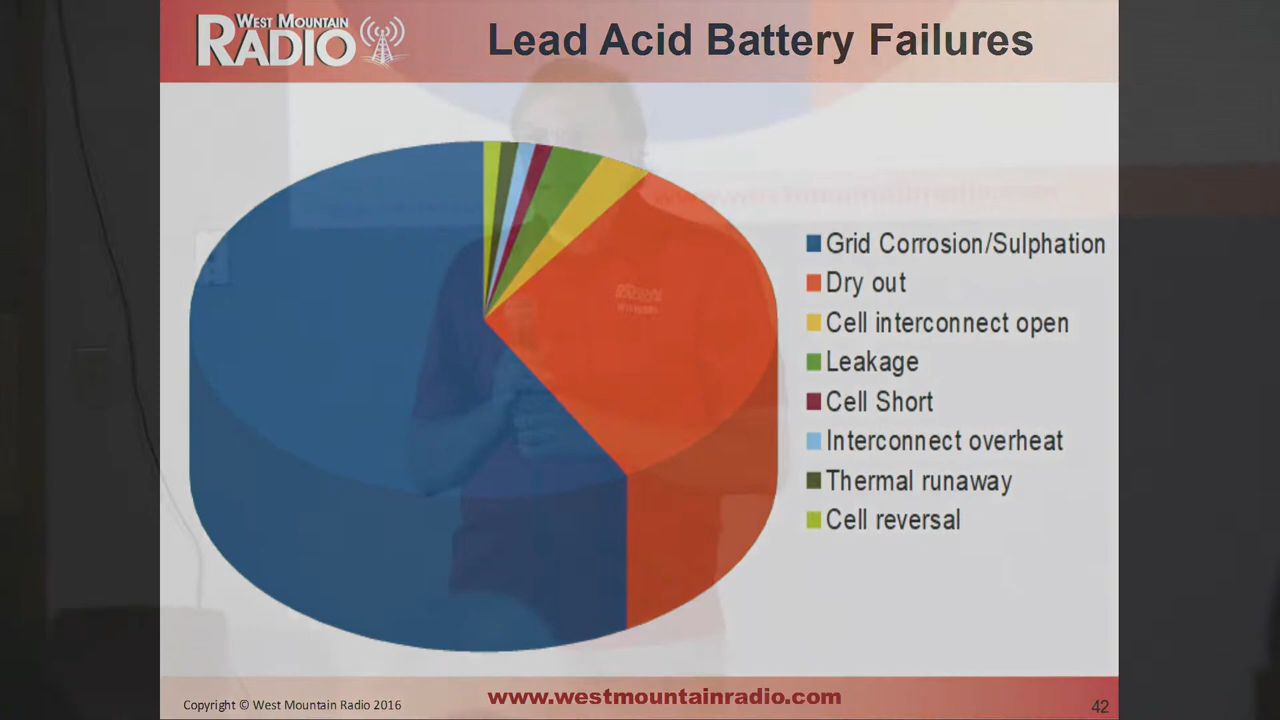 WEST MOUNTAIN
RADIO
Lead Acid Battery Failures
Grid Corrosion/Sulphation
Dry out
Cell interconnect open
Leakage
Cell Short
Interconnect overheat
Thermal runaway
Cell reversal
Copyright © West Mountain Radio 2016
www.westmountainradio.com
42